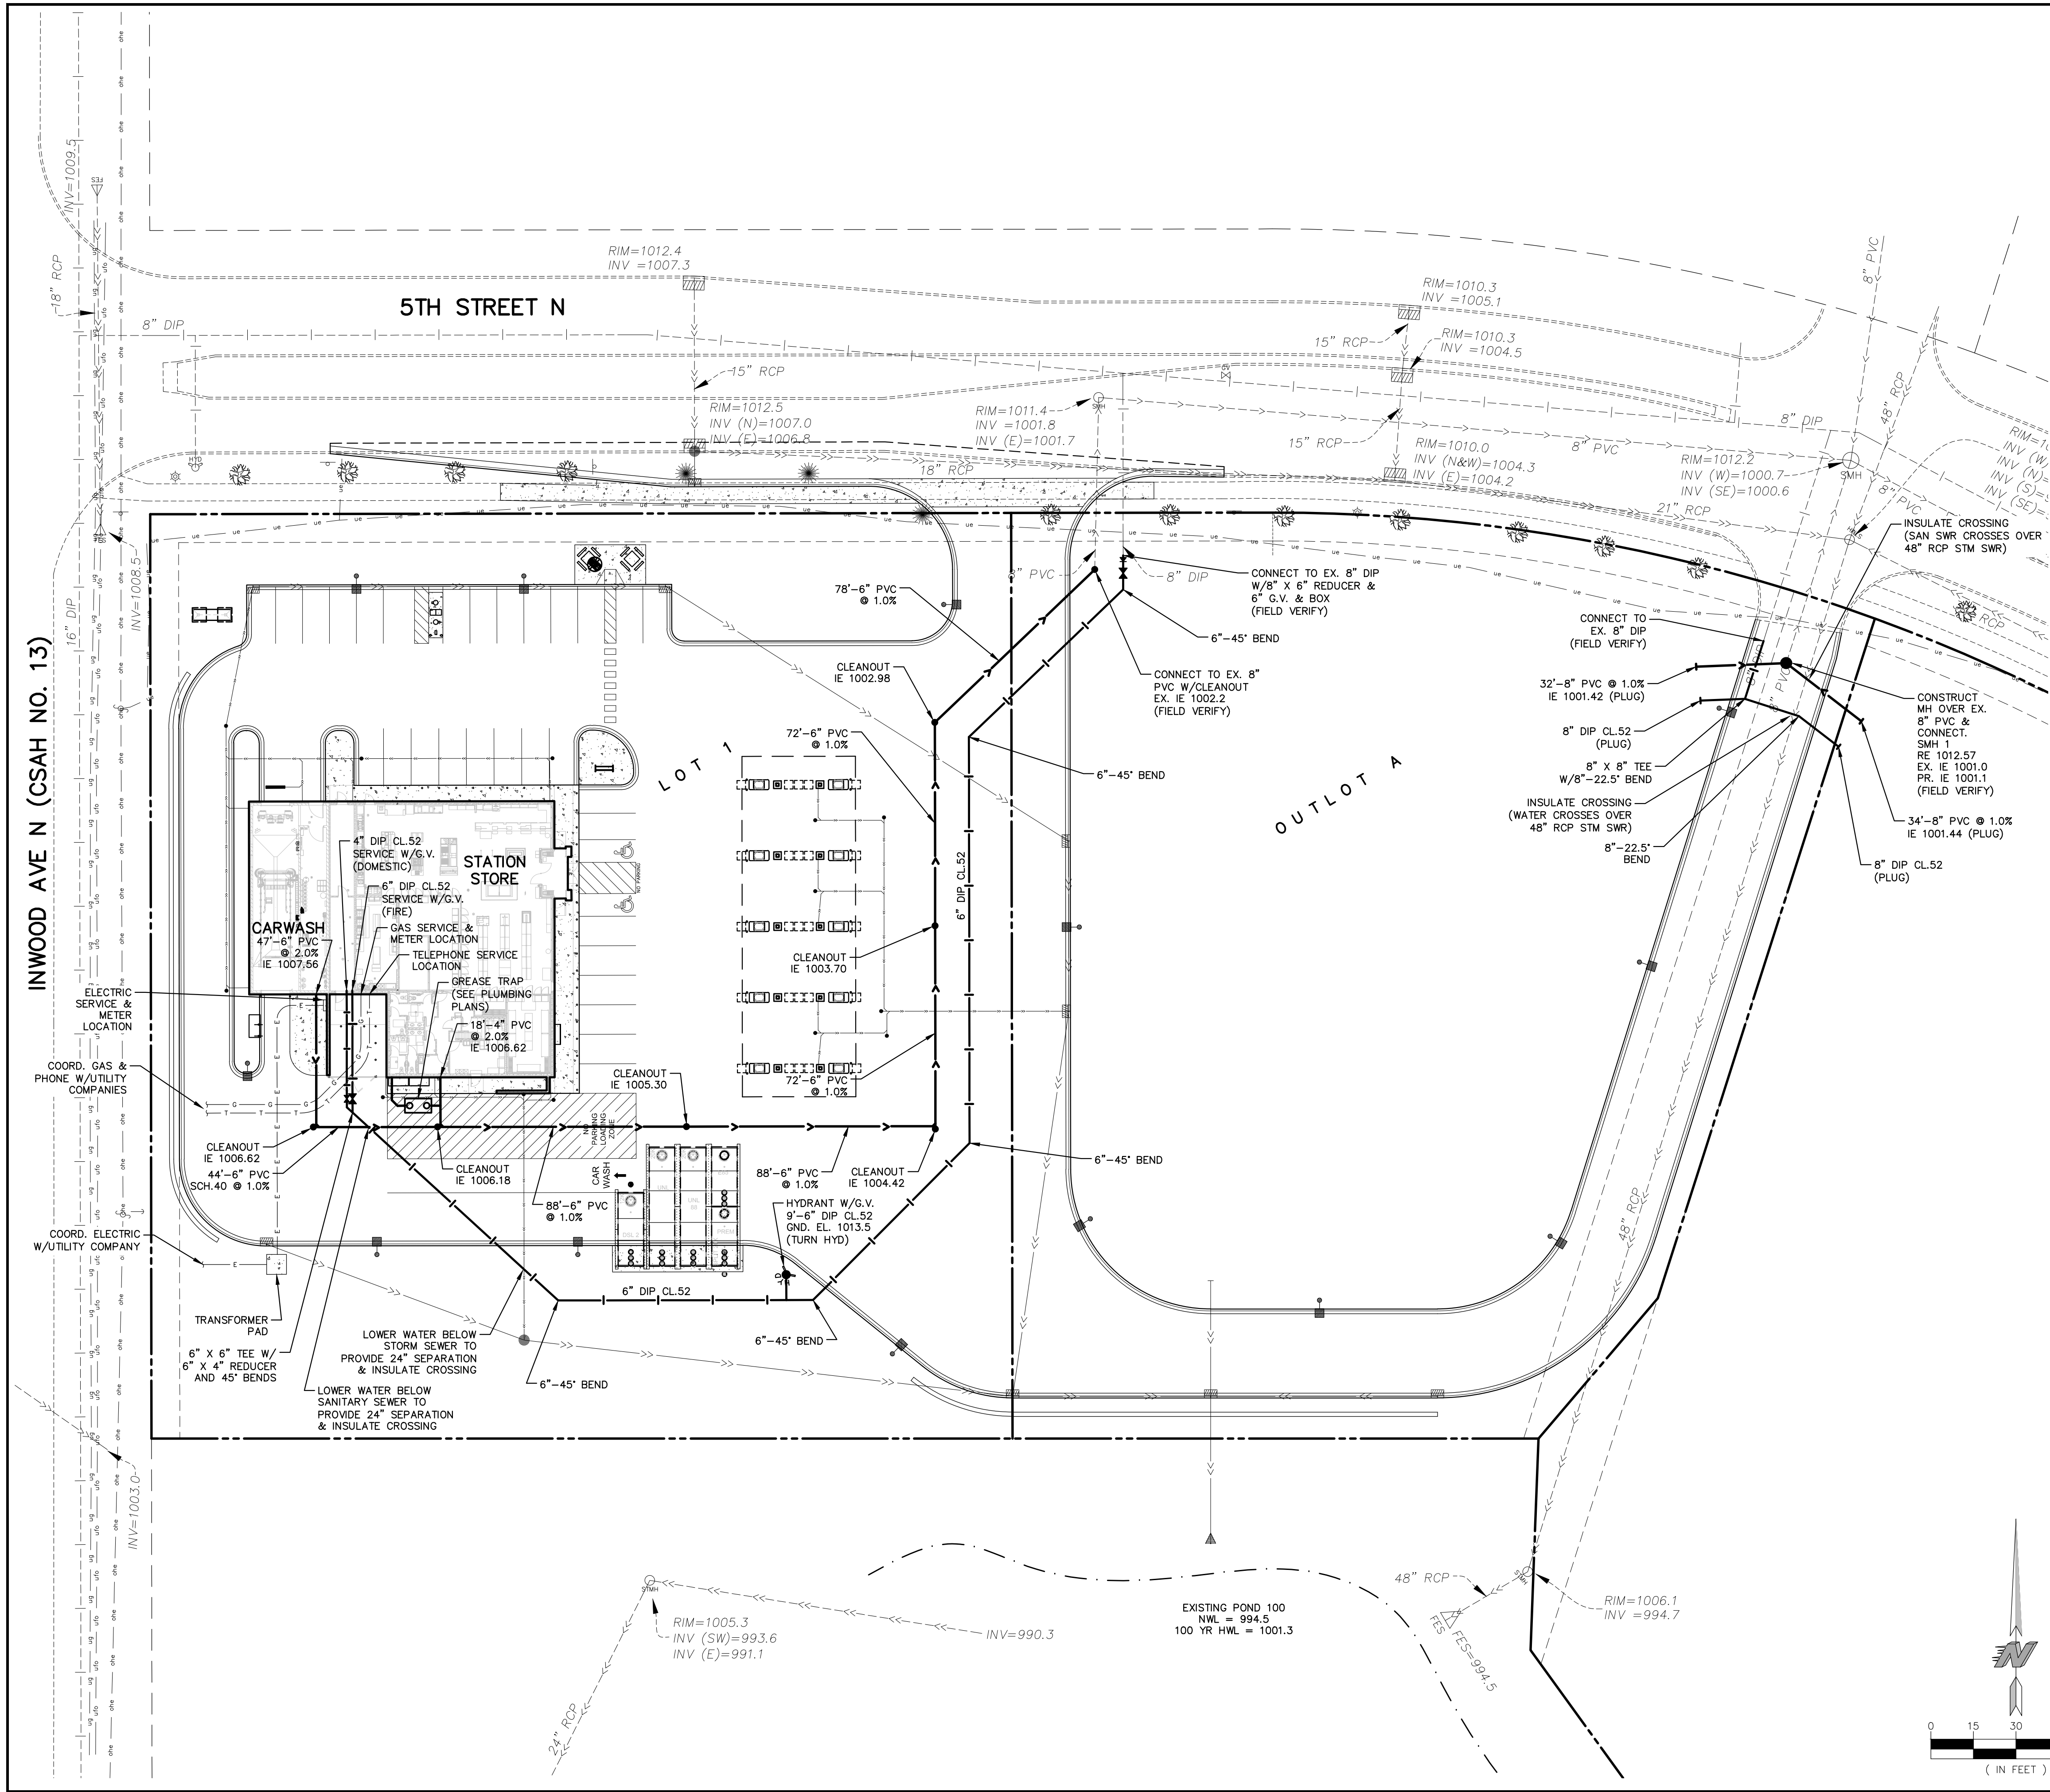 INV=1009.5
FES
18" RCP
8" DIP
HYD
5TH STREET N
RIM=1012.4
INV =1007.3
15" RCP
RIM=1012.5
INV (N)=1007.0
INV (E)=1006.8
18" RCP
RIM=1011.4
INV =1001.8
INV (E)=1001.7
SMH
RIM=1010.3
INV =1005.1
15" RCP
RIM=1010.3
INV =1004.5
15" RCP
RIM=1010.0
INV (N&W)=1004.3
INV (E)=1004.2
8" PVC
8" DIP
8" PVC
48" RCP
RIM=1012.2
INV (W)=1000.7
INV (SE)=1000.6
SMH
21" RCP
8" PVC
INSULATE CROSSING
(SAN SWR CROSSES OVER
48" RCP STM SWR)
INWOOD AVE N (CSAH NO. 13)
16" DIP
INV=1008.5
78'-6" PVC
@ 1.0%
8" PVC
8" DIP
CONNECT TO EX. 8" DIP
W/8" X 6" REDUCER &
6" G.V. & BOX
(FIELD VERIFY)
6"-45° BEND
CONNECT TO EX. 8"
PVC W/CLEANOUT
EX. IE 1002.2
(FIELD VERIFY)
CLEANOUT
IE 1002.98
72'-6" PVC
@ 1.0%
6"-45° BEND
LOT 1
OUTLOT A
CONNECT TO
EX. 8" DIP
(FIELD VERIFY)
32'-8" PVC @ 1.0%
IE 1001.42 (PLUG)
8" DIP CL.52
(PLUG)
8" X 8" TEE
W/8"-22.5° BEND
INSULATE CROSSING
(WATER CROSSES OVER
48" RCP STM SWR)
8"-22.5°
BEND
8" DIP
8" PVC
RCP
CONSTRUCT
MH OVER EX.
8" PVC &
CONNECT.
SMH 1
RE 1012.57
EX. IE 1001.0
PR. IE 1001.1
(FIELD VERIFY)
34'-8" PVC @ 1.0%
IE 1001.44 (PLUG)
8" DIP CL.52
(PLUG)
4" DIP CL.52
SERVICE W/G.V.
(DOMESTIC)
STATION
STORE
6" DIP CL.52
SERVICE W/G.V.
(FIRE)
CARWASH
47'-6" PVC
@ 2.0%
IE 1007.56
GAS SERVICE &
METER LOCATION
TELEPHONE SERVICE
LOCATION
GREASE TRAP
(SEE PLUMBING
PLANS)
18'-4" PVC
@ 2.0%
IE 1006.62
NO PARKING
6" DIP CL.52
CLEANOUT
IE 1003.70
72'-6" PVC
@ 1.0%
ELECTRIC
SERVICE &
METER
LOCATION
COORD. GAS &
PHONE W/UTILITY
COMPANIES
CLEANOUT
IE 1005.30
NO
PARKING
LOADING
ZONE
CLEANOUT
IE 1006.62
44'-6" PVC
SCH.40 @ 1.0%
CLEANOUT
IE 1006.18
88'-6" PVC
@ 1.0%
CAR
WASH
88'-6" PVC
@ 1.0%
CLEANOUT
IE 1004.42
6"-45° BEND
HYDRANT W/G.V.
9'-6" DIP CL.52
GND. EL. 1013.5
(TURN HYD)
COORD. ELECTRIC
W/UTILITY COMPANY
TRANSFORMER
PAD
6" X 6" TEE W/
6" X 4" REDUCER
AND 45° BENDS
LOWER WATER BELOW
STORM SEWER TO
PROVIDE 24" SEPARATION
& INSULATE CROSSING
LOWER WATER BELOW
SANITARY SEWER TO
PROVIDE 24" SEPARATION
& INSULATE CROSSING
6" DIP CL.52
6"-45° BEND
6"-45° BEND
48" RCP
INV=1003.0
STMH
RIM=1005.3
INV (SW)=993.6
INV (E)=991.1
INV=990.3
24" RCP
EXISTING POND 100
NWL = 994.5
100 YR HWL = 1001.3
48" RCP
FES
FES=994.5
STMH
RIM=1006.1
INV =994.7
N
0 15 30
( IN FEET )